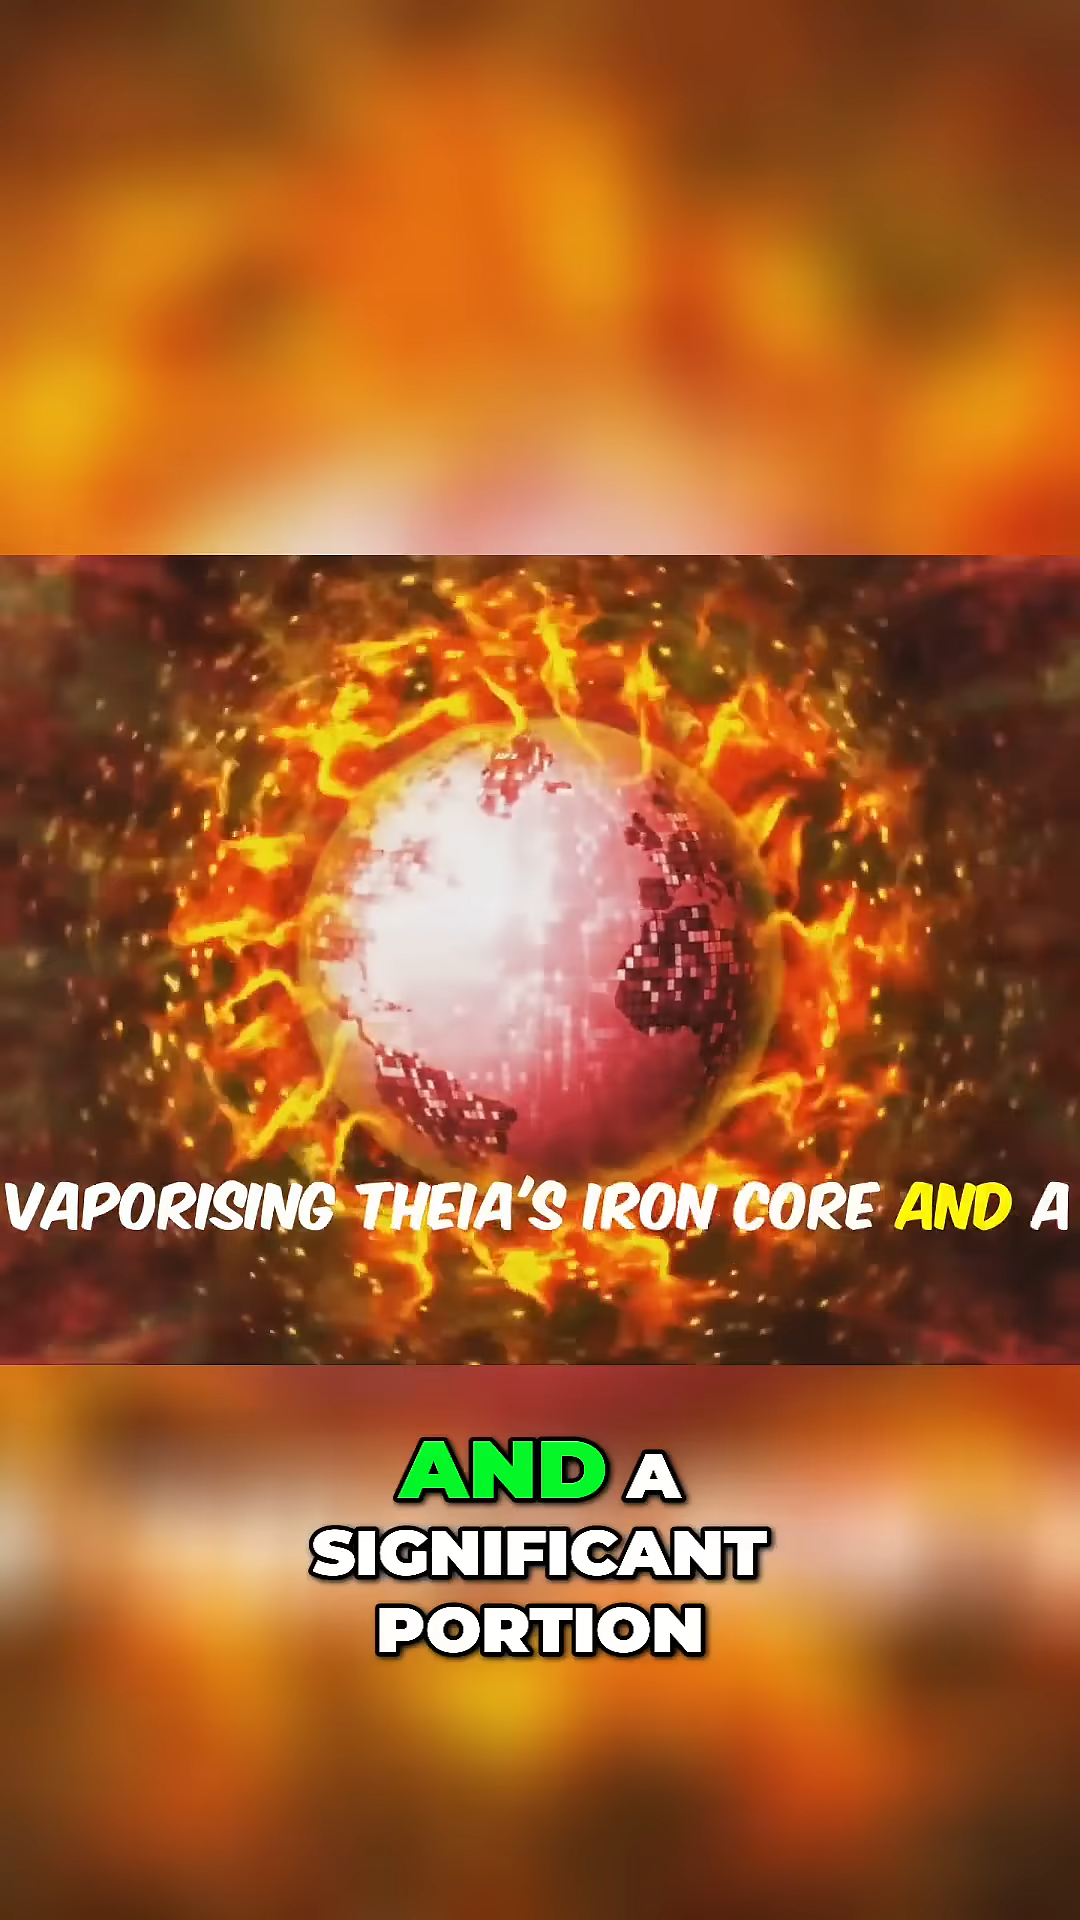 VAPORISING THEIA'S IRON CORE AND A
AND A
SIGNIFICANT
PORTION